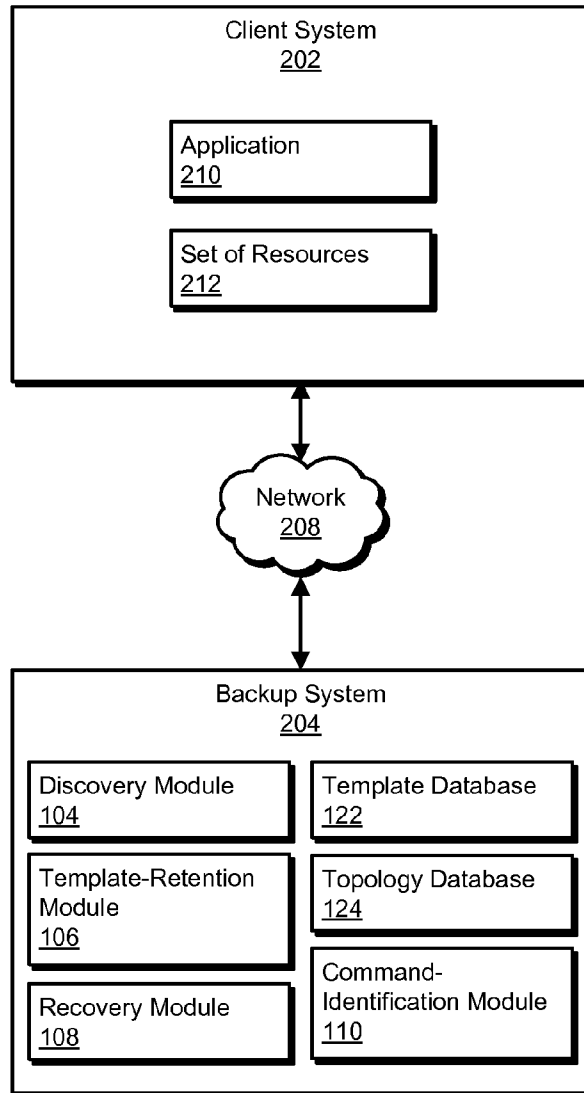 Client System
202
Application
210
Set of Resources
212
Network
208
Backup System
204
Discovery Module
104
Template-Retention
Module
106
Recovery Module
108
Template Database
122
Topology Database
124
Command-
Identification Module
110